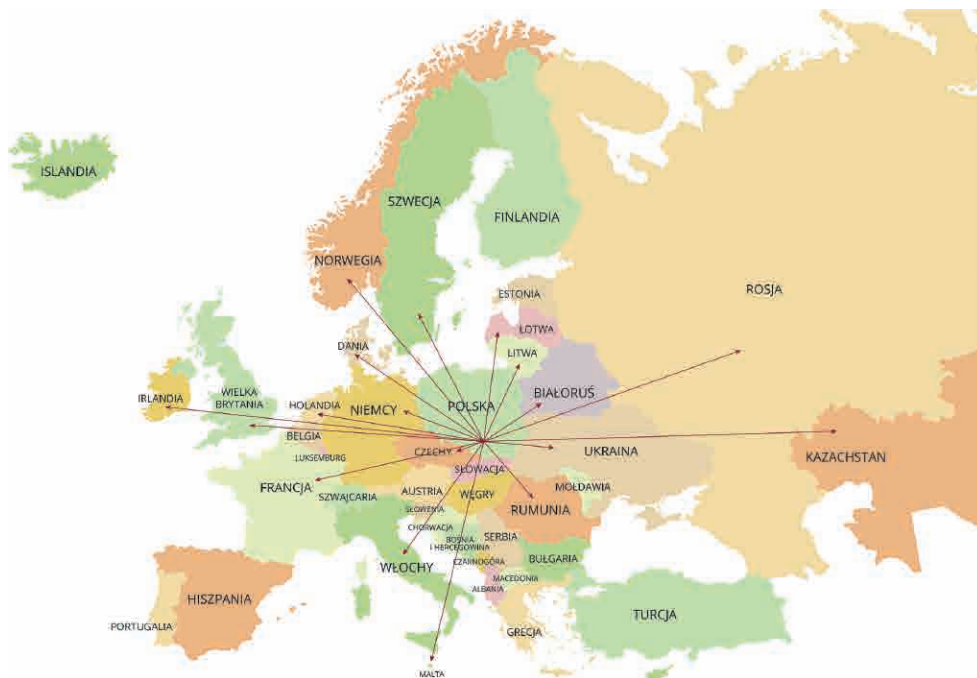 ISLANDIA
SZWECJA
FINLANDIA
NORWEGIA
ROSJA
ESTONIA
ŁOTWA
DANIA
LITWA
IRLANDIA
WIELKA
BRYTANIA
HOLANDIA
NIEMCY
POLSKA
BIAŁORUŚ
BELGIA
LUKSEMBURG
CZECHY
UKRAINA
KAZACHSTAN
SŁOWACJA
FRANCJA
SZWAJCARIA
AUSTRIA
WĘGRY
MOŁDAWIA
SŁOWENIA
RUMUNIA
CHORWACJA
BOŚNIA
I HERCEGOWINA
SERBIA
WŁOCHY
CZARNOGÓRA
BUŁGARIA
MACEDONIA
ALBANIA
HISZPANIA
PORTUGALIA
TURCJA
GRECJA
MALTA